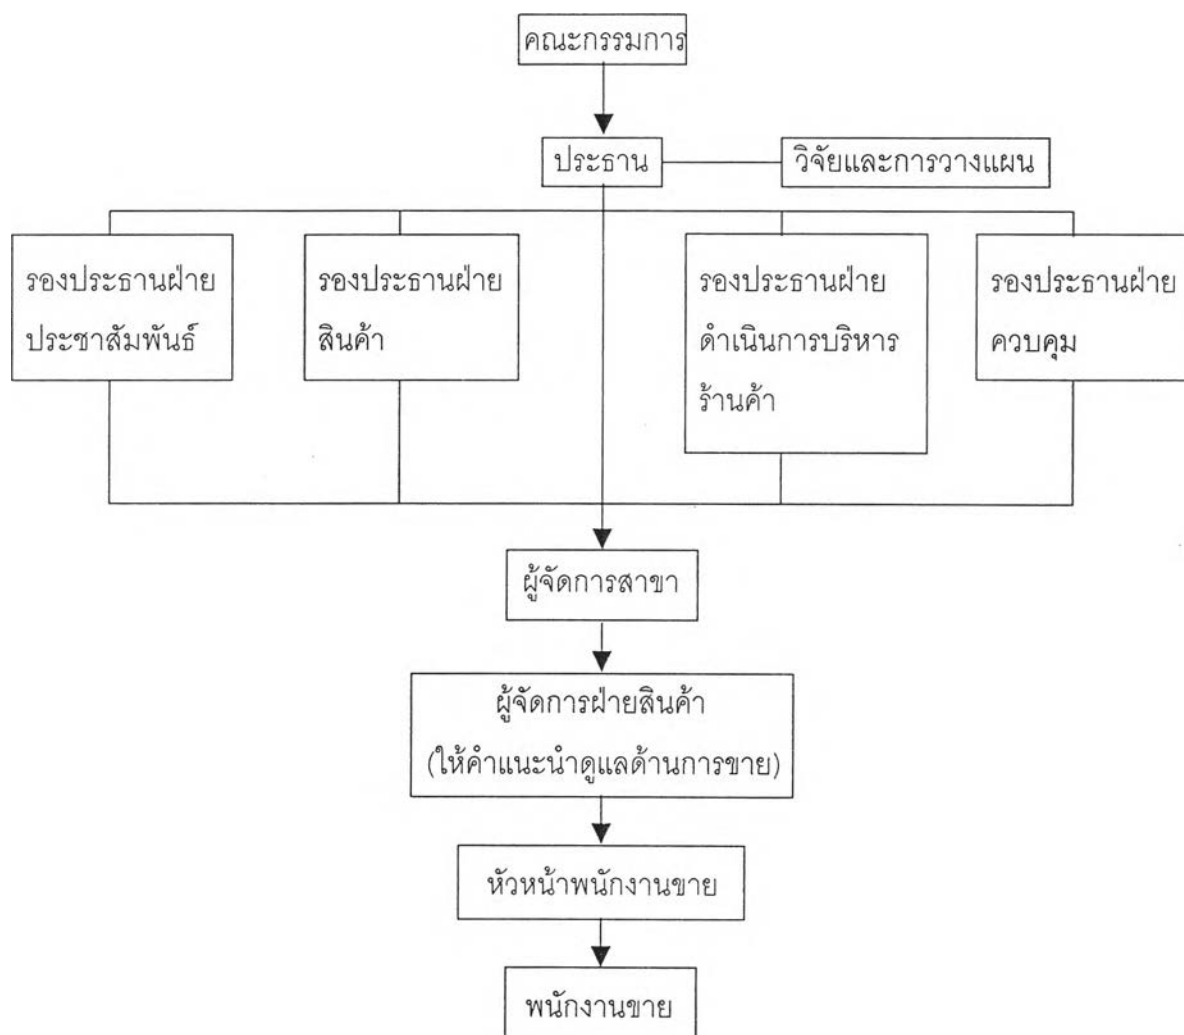 คณะกรรมการ
ประธาน
วิจัยและการวางแผน
รองประธานฝ่าย
ประชาสัมพันธ์
รองประธานฝ่าย
สินค้า
รองประธานฝ่าย
ดำเนินการบริหาร
ร้านค้า
รองประธานฝ่าย
ควบคุม
ผู้จัดการสาขา
ผู้จัดการฝ่ายสินค้า
(ให้คำแนะนำดูแลด้านการขาย)
หัวหน้าพนักงานขาย
พนักงานขาย